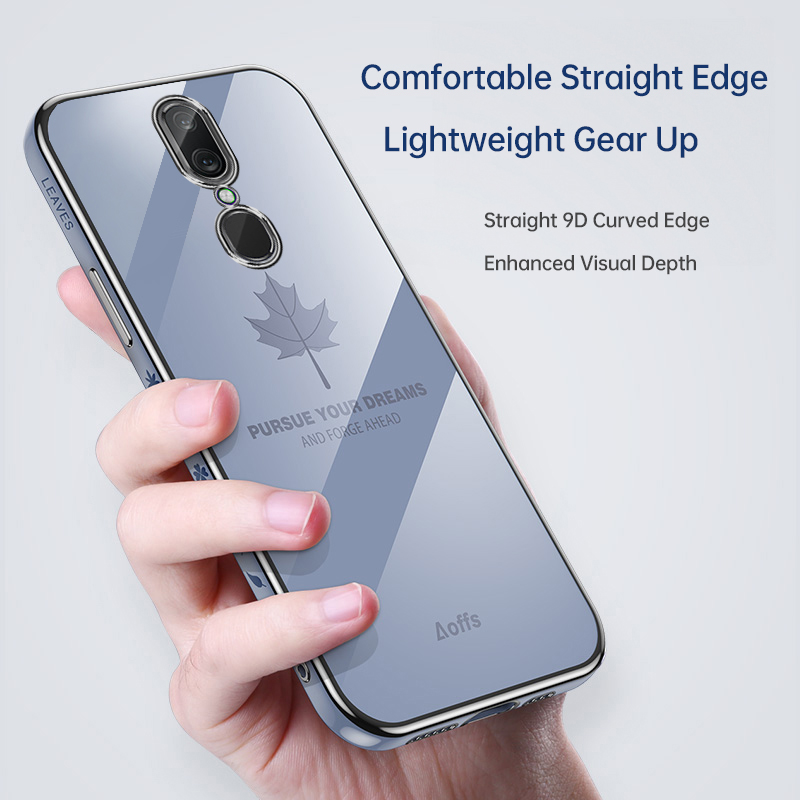 Comfortable Straight Edge
Lightweight Gear Up
Straight 9D Curved Edge
Enhanced Visual Depth
LEAVES
PURSUE YOUR DREAMS
AND FORGE AHEAD
Aoffs